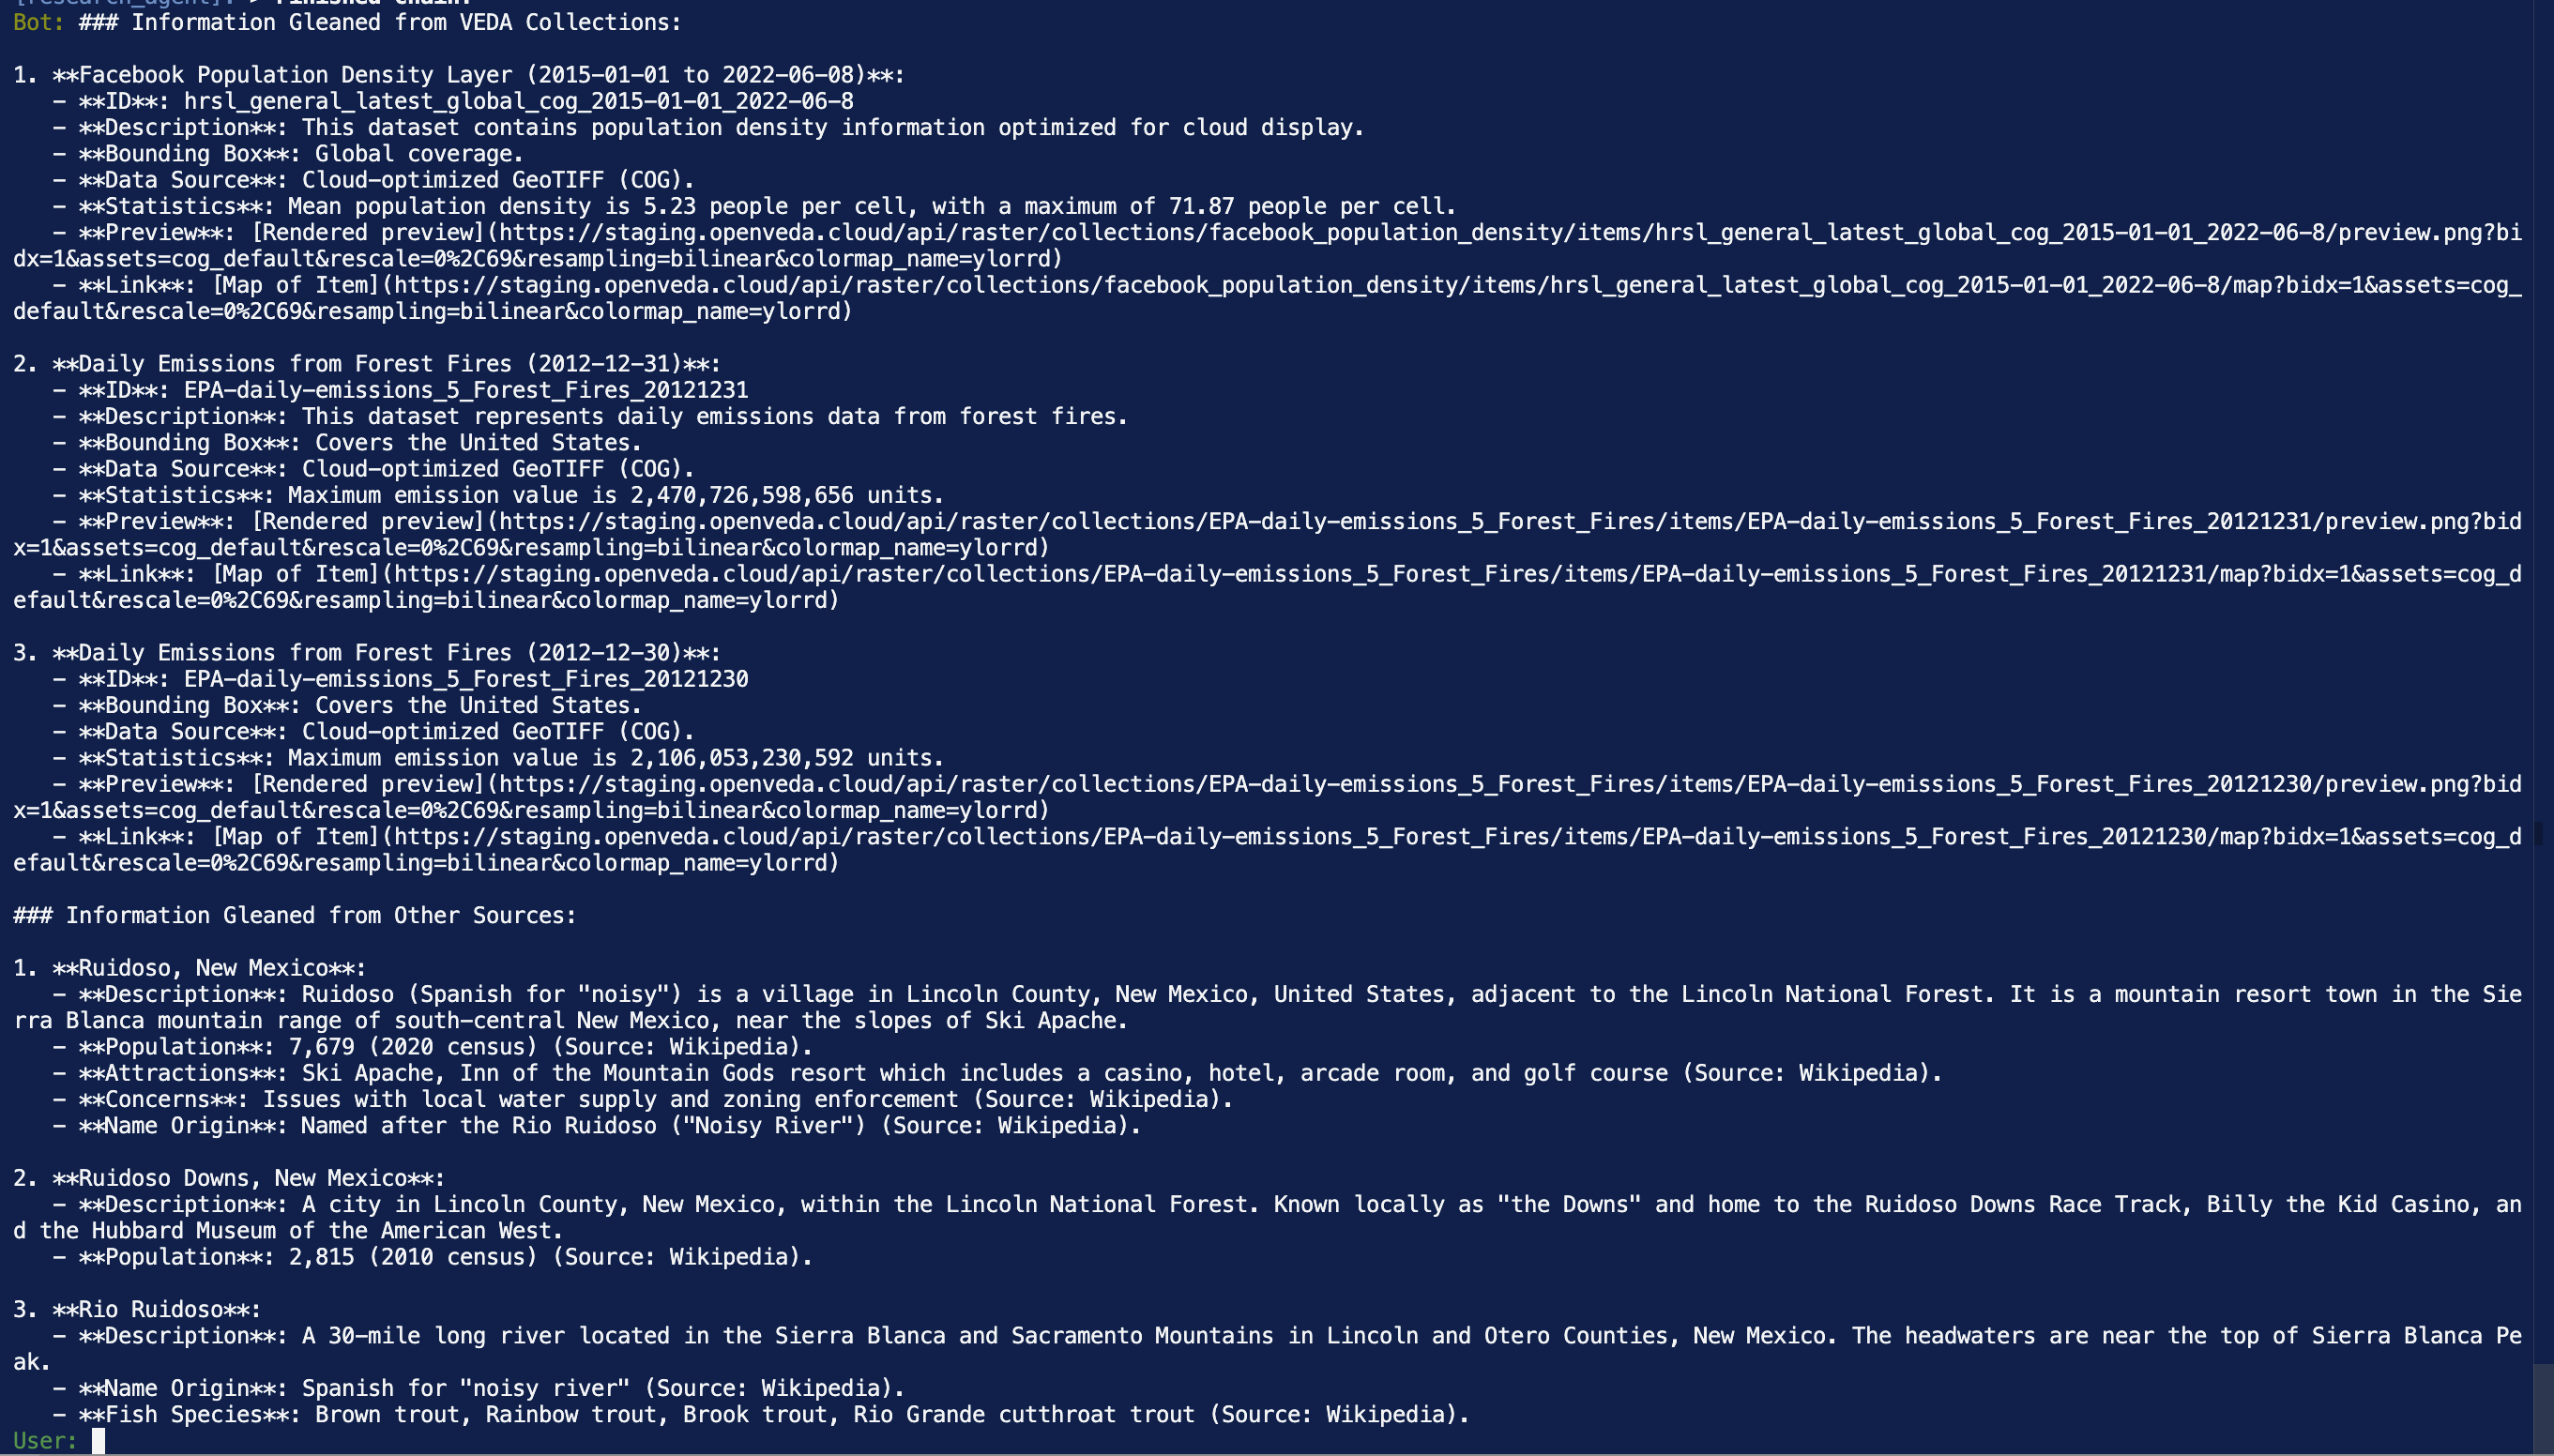 [research_agent]: > Finished chain.
Bot: ### Information Gleaned from VEDA Collections:
1. **Facebook Population Density Layer (2015-01-01 to 2022-06-08)**:
- **ID**: hrsl_general_latest_global_cog_2015-01-01_2022-06-8
- **Description**: This dataset contains population density information optimized for cloud display.
- **Bounding Box**: Global coverage.
- **Data Source**: Cloud-optimized GeoTIFF (COG).
- **Statistics**: Mean population density is 5.23 people per cell, with a maximum of 71.87 people per cell.
- **Preview**: [Rendered preview](https://staging.openveda.cloud/api/raster/collections/facebook_population_density/items/hrsl_general_latest_global_cog_2015-01-01_2022-06-8/preview.png?bi
dx=1&assets=cog_default&rescale=0%2C69&resampling=bilinear&colormap_name=ylorrd)
- **Link**: [Map of Item](https://staging.openveda.cloud/api/raster/collections/facebook_population_density/items/hrsl_general_latest_global_cog_2015-01-01_2022-06-8/map?bidx=1&assets=cog_
default&rescale=0%2C69&resampling=bilinear&colormap_name=ylorrd)
2. **Daily Emissions from Forest Fires (2012-12-31)**:
- **ID**: EPA-daily-emissions_5_Forest_Fires_20121231
- **Description**: This dataset represents daily emissions data from forest fires.
- **Bounding Box**: Covers the United States.
- **Data Source**: Cloud-optimized GeoTIFF (COG).
- **Statistics**: Maximum emission value is 2,470,726,598,656 units.
- **Preview**: [Rendered preview](https://staging.openveda.cloud/api/raster/collections/EPA-daily-emissions_5_Forest_Fires/items/EPA-daily-emissions_5_Forest_Fires_20121231/preview.png?bid
x=1&assets=cog_default&rescale=0%2C69&resampling=bilinear&colormap_name=ylorrd)
- **Link**: [Map of Item](https://staging.openveda.cloud/api/raster/collections/EPA-daily-emissions_5_Forest_Fires/items/EPA-daily-emissions_5_Forest_Fires_20121231/map?bidx=1&assets=cog_d
efault&rescale=0%2C69&resampling=bilinear&colormap_name=ylorrd)
3. **Daily Emissions from Forest Fires (2012-12-30)**:
- **ID**: EPA-daily-emissions_5_Forest_Fires_20121230
- **Bounding Box**: Covers the United States.
- **Data Source**: Cloud-optimized GeoTIFF (COG).
- **Statistics**: Maximum emission value is 2,106,053,230,592 units.
- **Preview**: [Rendered preview](https://staging.openveda.cloud/api/raster/collections/EPA-daily-emissions_5_Forest_Fires/items/EPA-daily-emissions_5_Forest_Fires_20121230/preview.png?bid
x=1&assets=cog_default&rescale=0%2C69&resampling=bilinear&colormap_name=ylorrd)
- **Link**: [Map of Item](https://staging.openveda.cloud/api/raster/collections/EPA-daily-emissions_5_Forest_Fires/items/EPA-daily-emissions_5_Forest_Fires_20121230/map?bidx=1&assets=cog_d
efault&rescale=0%2C69&resampling=bilinear&colormap_name=ylorrd)
### Information Gleaned from Other Sources:
1. **Ruidoso, New Mexico**:
- **Description**: Ruidoso (Spanish for "noisy") is a village in Lincoln County, New Mexico, United States, adjacent to the Lincoln National Forest. It is a mountain resort town in the Sie
rra Blanca mountain range of south-central New Mexico, near the slopes of Ski Apache.
- **Population**: 7,679 (2020 census) (Source: Wikipedia).
- **Attractions**: Ski Apache, Inn of the Mountain Gods resort which includes a casino, hotel, arcade room, and golf course (Source: Wikipedia).
- **Concerns**: Issues with local water supply and zoning enforcement (Source: Wikipedia).
- **Name Origin**: Named after the Rio Ruidoso ("Noisy River") (Source: Wikipedia).
2. **Ruidoso Downs, New Mexico**:
- **Description**: A city in Lincoln County, New Mexico, within the Lincoln National Forest. Known locally as "the Downs" and home to the Ruidoso Downs Race Track, Billy the Kid Casino, an
d the Hubbard Museum of the American West.
- **Population**: 2,815 (2010 census) (Source: Wikipedia).
3. **Rio Ruidoso**:
- **Description**: A 30-mile long river located in the Sierra Blanca and Sacramento Mountains in Lincoln and Otero Counties, New Mexico. The headwaters are near the top of Sierra Blanca Pe
ak.
- **Name Origin**: Spanish for "noisy river" (Source: Wikipedia).
- **Fish Species**: Brown trout, Rainbow trout, Brook trout, Rio Grande cutthroat trout (Source: Wikipedia).
User: